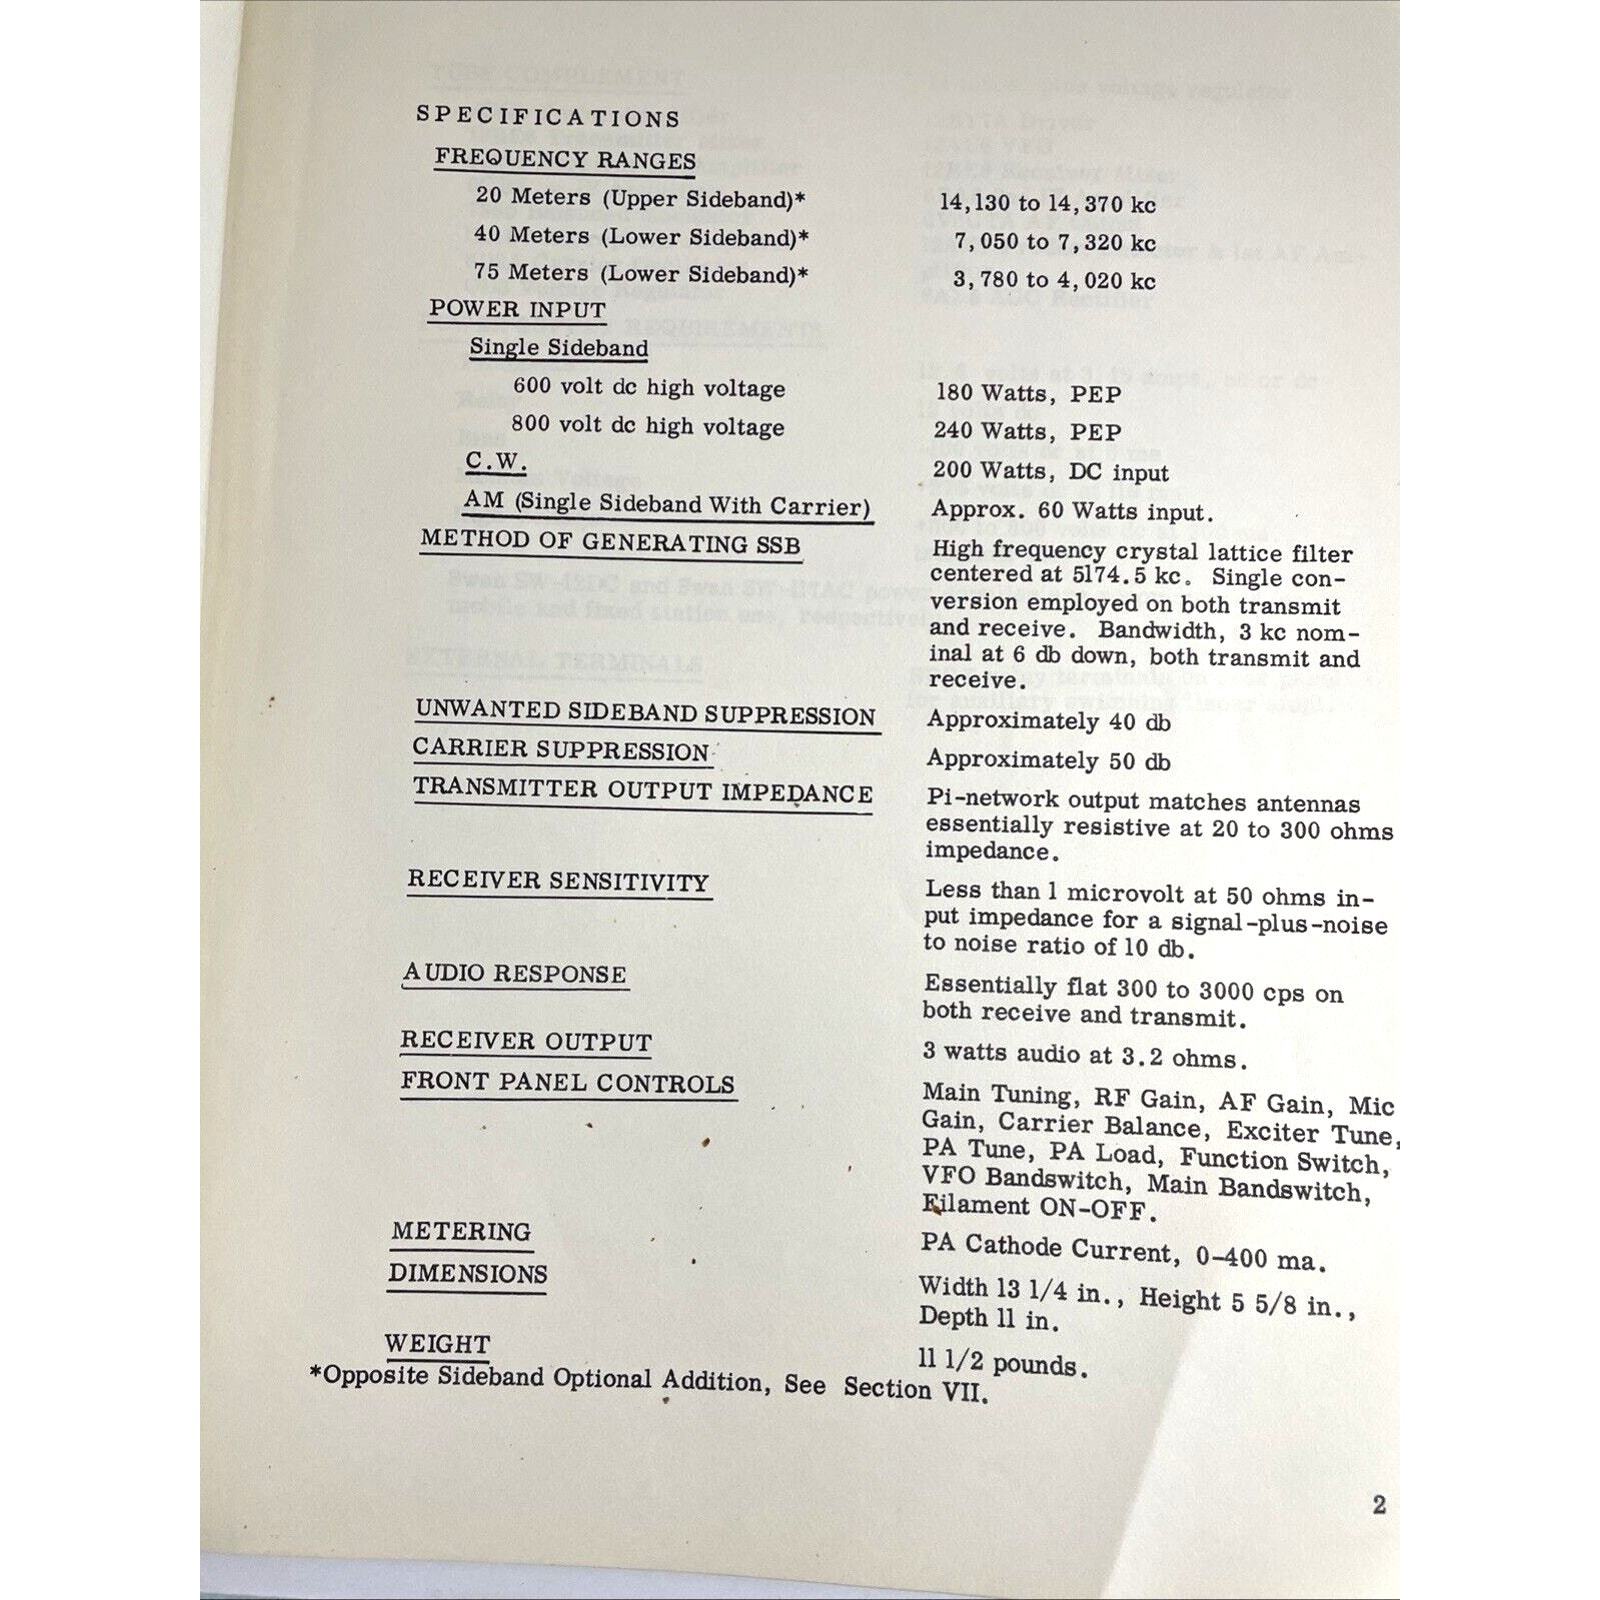 SPECIFICATIONS
FREQUENCY RANGES
20 Meters (Upper Sideband)* 14,130 to 14,370 kc
40 Meters (Lower Sideband)* 7,050 to 7,320 kc
75 Meters (Lower Sideband)* 3,780 to 4,020 kc
POWER INPUT
Single Sideband
600 volt dc high voltage 180 Watts, PEP
800 volt dc high voltage 240 Watts, PEP
C.W. 200 Watts, DC input
AM (Single Sideband With Carrier) Approx. 60 Watts input.
METHOD OF GENERATING SSB High frequency crystal lattice filter
centered at 5174.5 kc. Single con-
version employed on both transmit
and receive. Bandwidth, 3 kc nom-
inal at 6 db down, both transmit and
receive.
UNWANTED SIDEBAND SUPPRESSION Approximately 40 db
CARRIER SUPPRESSION Approximately 50 db
TRANSMITTER OUTPUT IMPEDANCE Pi-network output matches antennas
essentially resistive at 20 to 300 ohms
impedance.
RECEIVER SENSITIVITY Less than 1 microvolt at 50 ohms in-
put impedance for a signal-plus-noise
to noise ratio of 10 db.
AUDIO RESPONSE Essentially flat 300 to 3000 cps on
both receive and transmit.
RECEIVER OUTPUT 3 watts audio at 3.2 ohms.
FRONT PANEL CONTROLS Main Tuning, RF Gain, AF Gain, Mic
Gain, Carrier Balance, Exciter Tune,
PA Tune, PA Load, Function Switch,
VFO Bandswitch, Main Bandswitch,
Filament ON-OFF.
METERING PA Cathode Current, 0-400 ma.
DIMENSIONS Width 13 1/4 in., Height 5 5/8 in.,
Depth 11 in.
WEIGHT 11 1/2 pounds.
*Opposite Sideband Optional Addition, See Section VII.
2